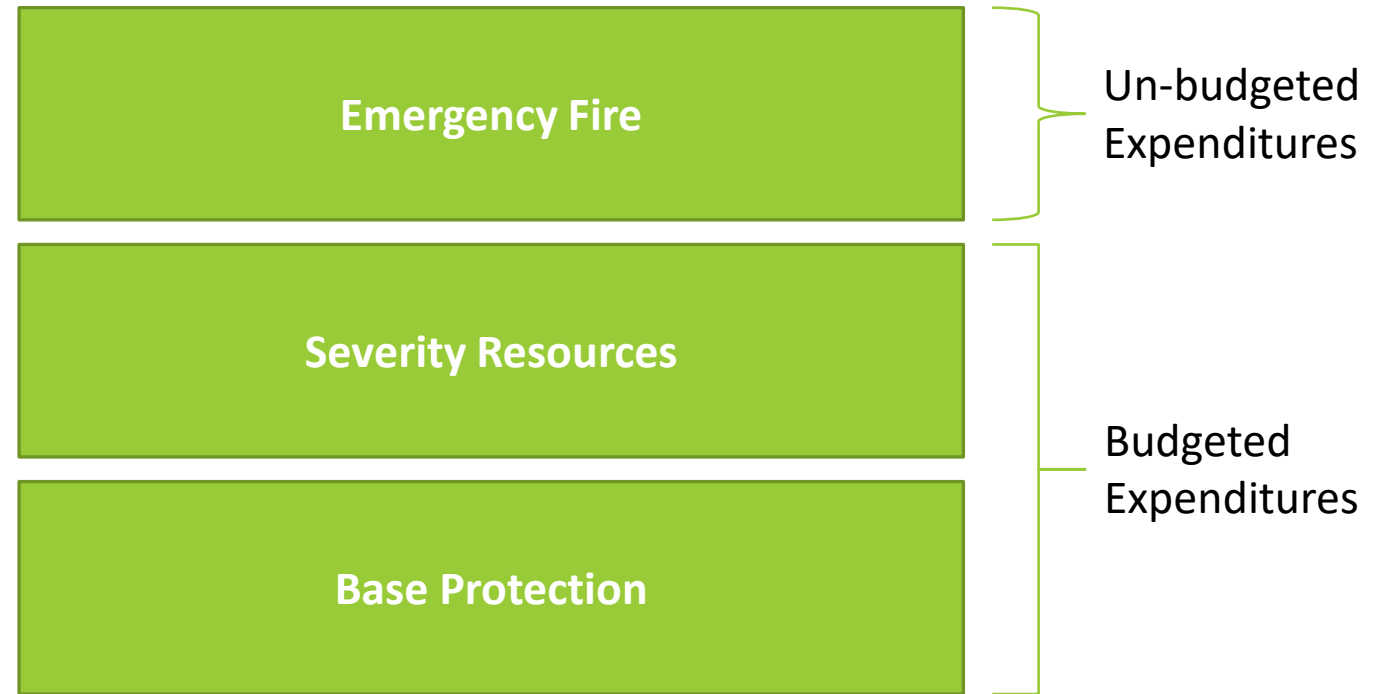 Emergency Fire
Un-budgeted
Expenditures
Severity Resources
Budgeted
Expenditures
Base Protection